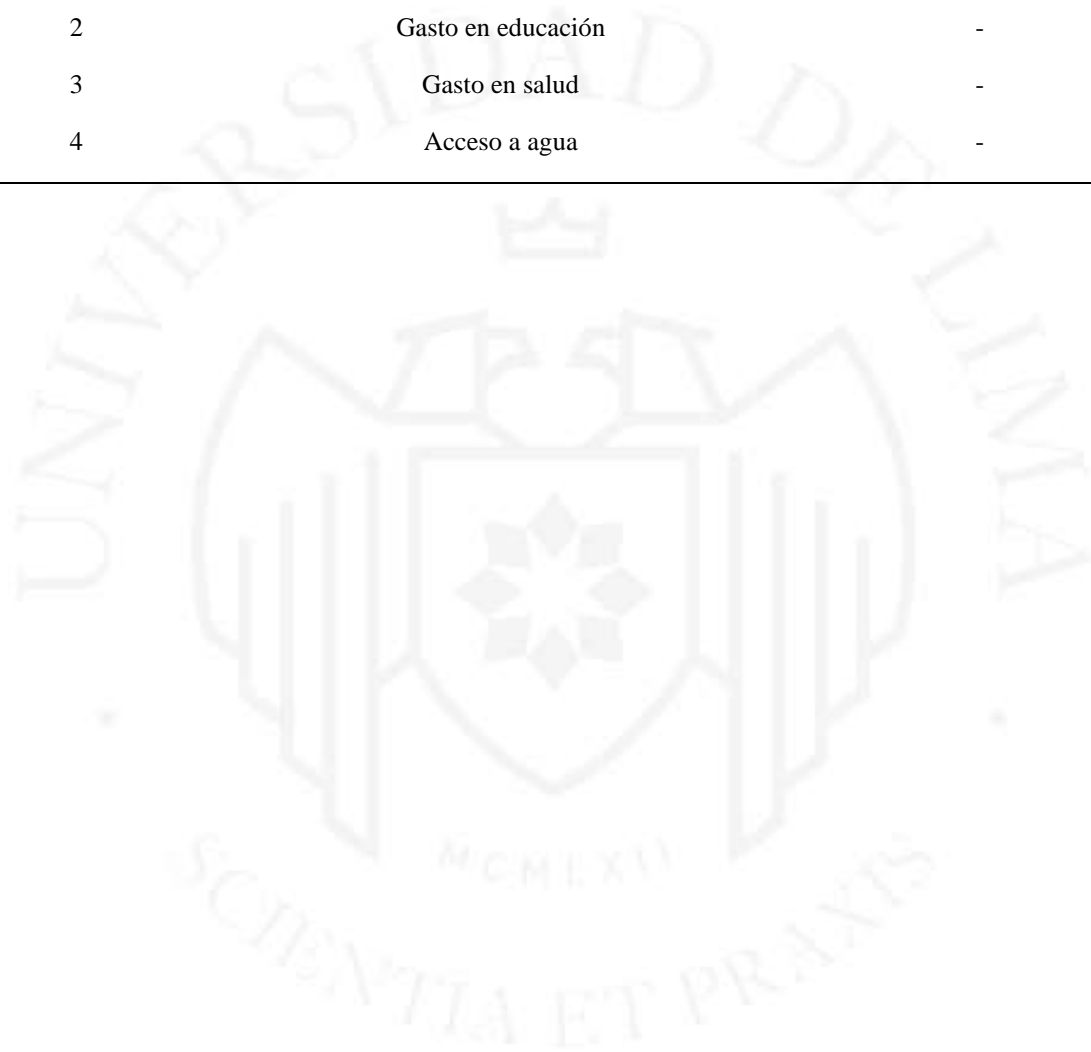 2 Gasto en educación -
3 Gasto en salud -
4 Acceso a agua -
UNIVERSIDAD DE LIMA
MCMLXII
SCIENTIA ET PRAXIS